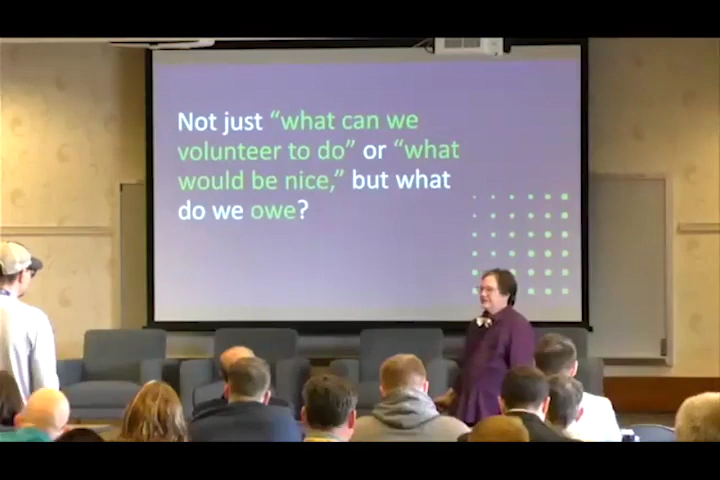 Not just “what can we
volunteer to do” or “what
would be nice,” but what
do we owe?